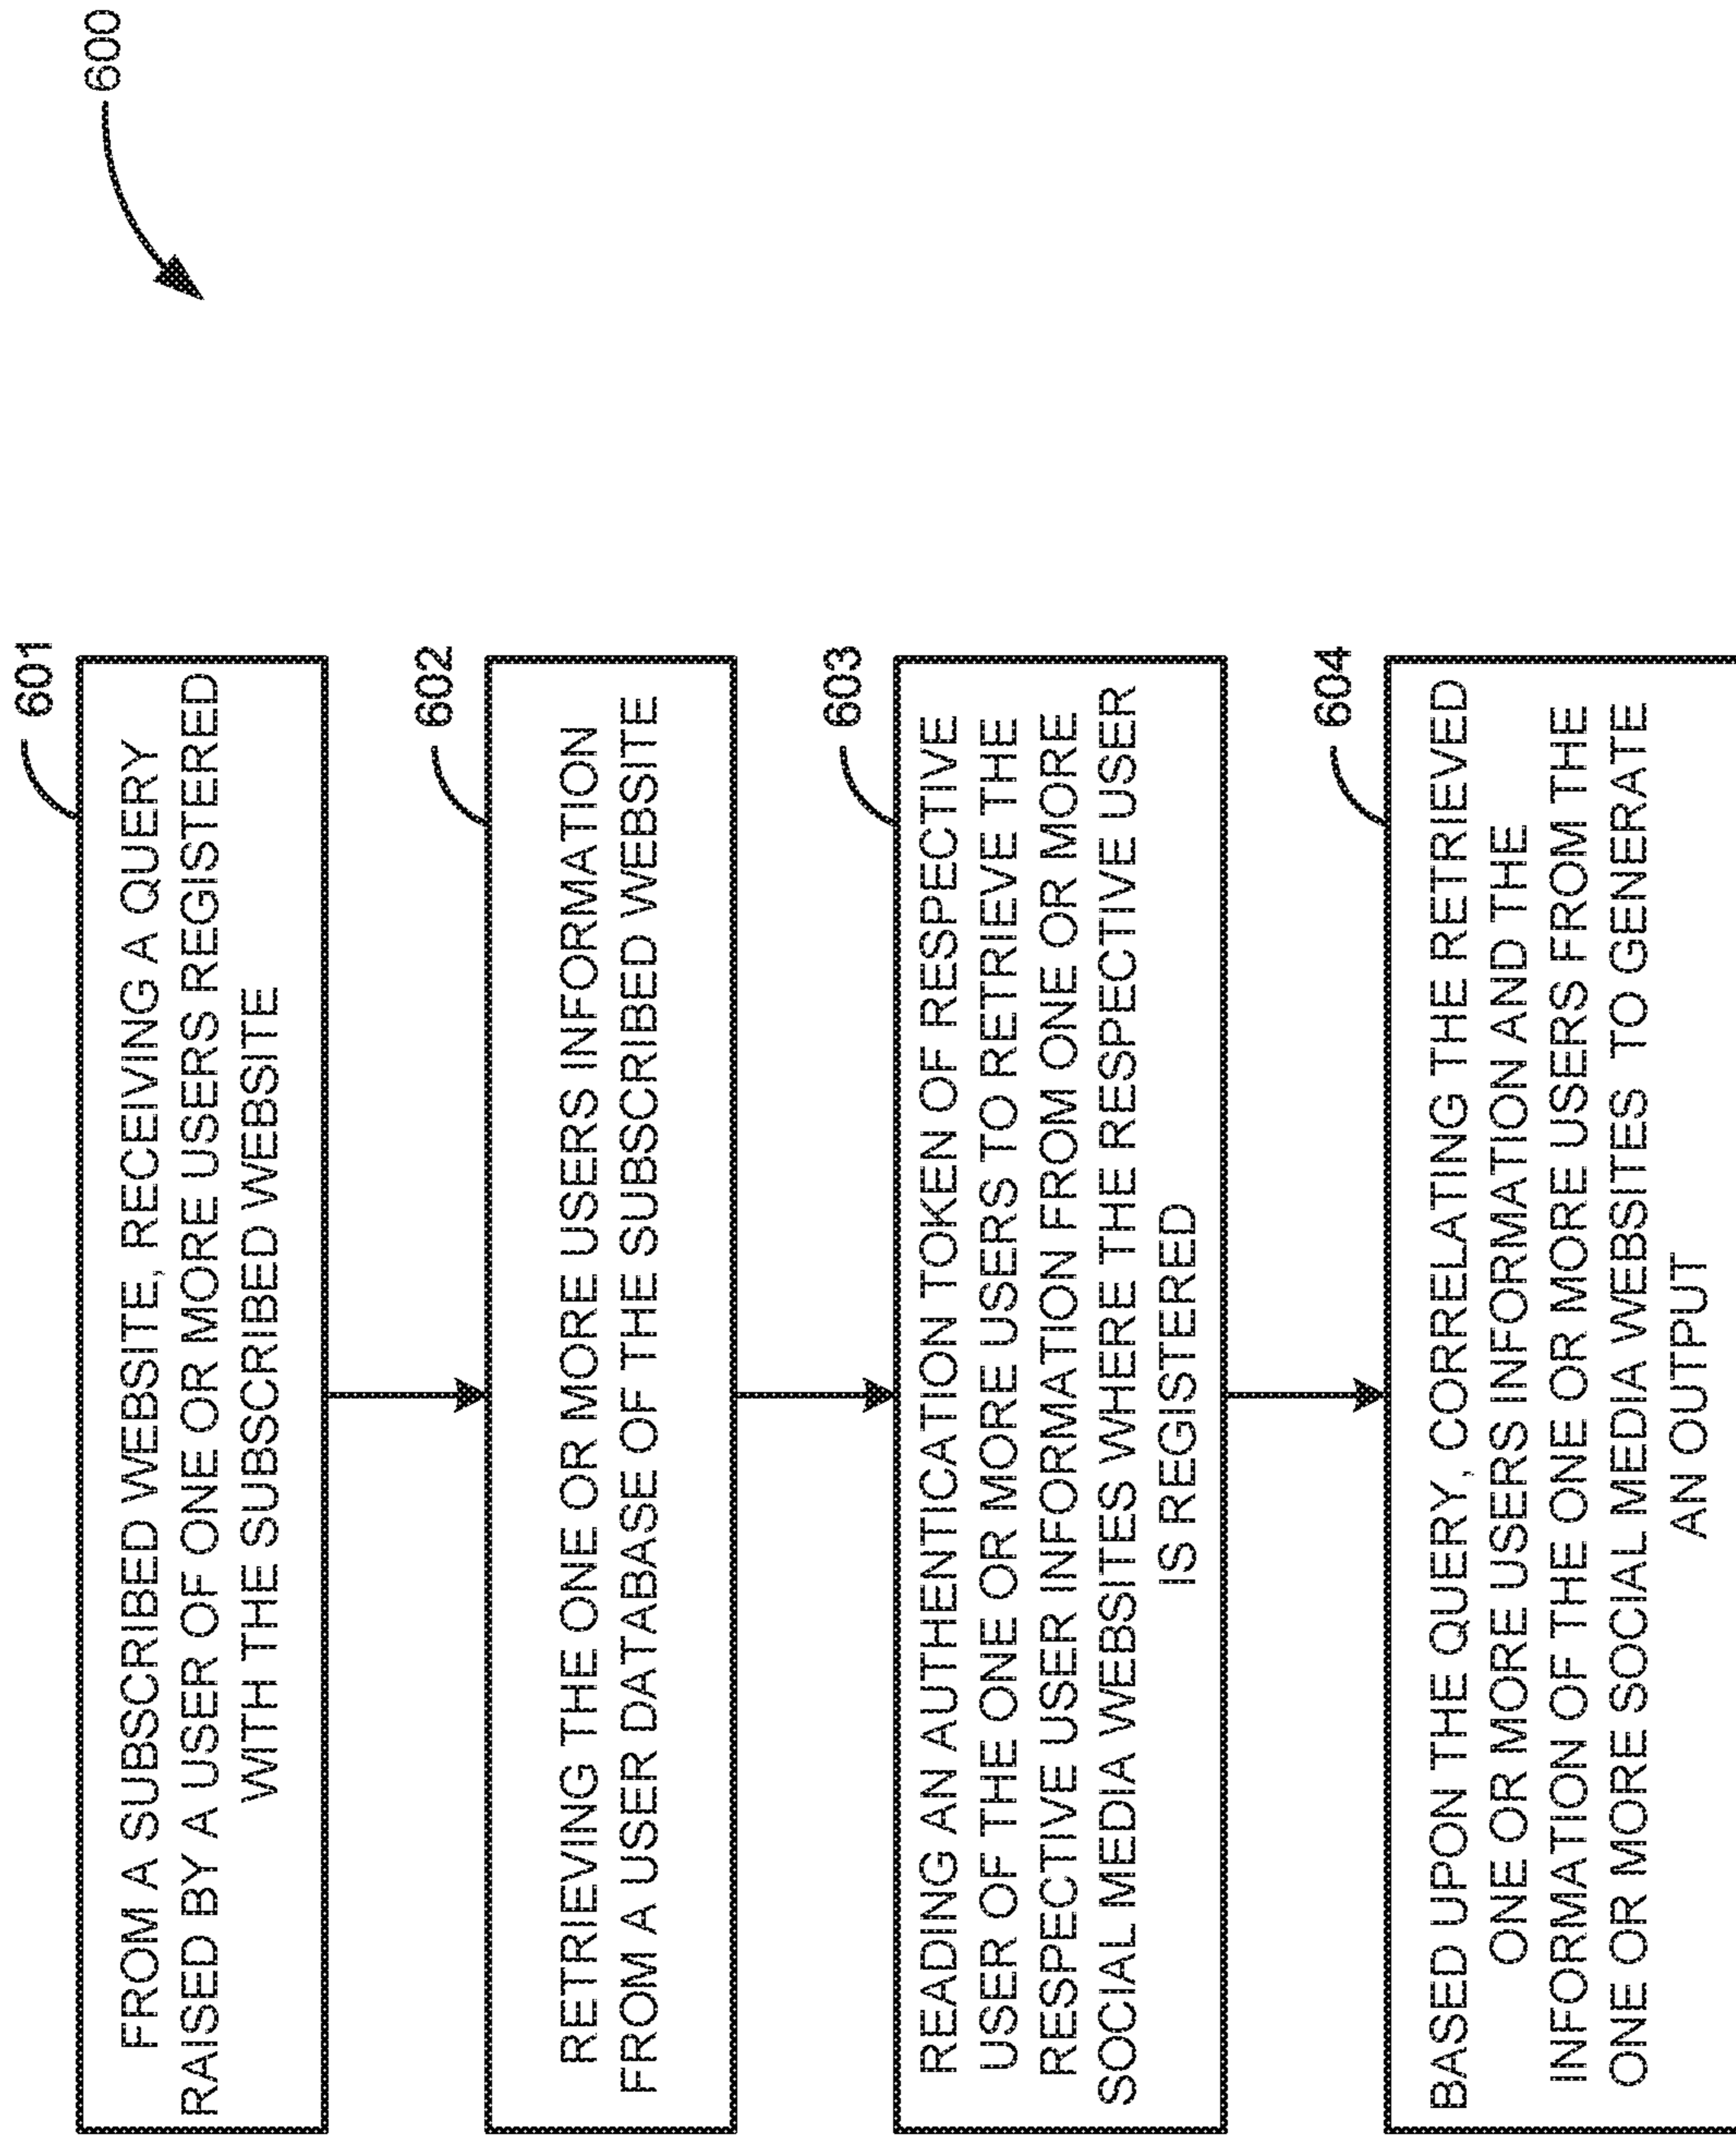 600
601
FROM A SUBSCRIBED WEBSITE, RECEIVING A QUERY
RAISED BY A USER OF ONE OR MORE USERS REGISTERED
WITH THE SUBSCRIBED WEBSITE
602
RETRIEVING THE ONE OR MORE USERS INFORMATION
FROM A USER DATABASE OF THE SUBSCRIBED WEBSITE
603
READING AN AUTHENTICATION TOKEN OF RESPECTIVE
USER OF THE ONE OR MORE USERS TO RETRIEVE THE
RESPECTIVE USER INFORMATION FROM ONE OR MORE
SOCIAL MEDIA WEBSITES WHERE THE RESPECTIVE USER
IS REGISTERED
604
BASED UPON THE QUERY, CORRELATING THE RETRIEVED
ONE OR MORE USERS INFORMATION AND THE
INFORMATION OF THE ONE OR MORE USERS FROM THE
ONE OR MORE SOCIAL MEDIA WEBSITES TO GENERATE
AN OUTPUT